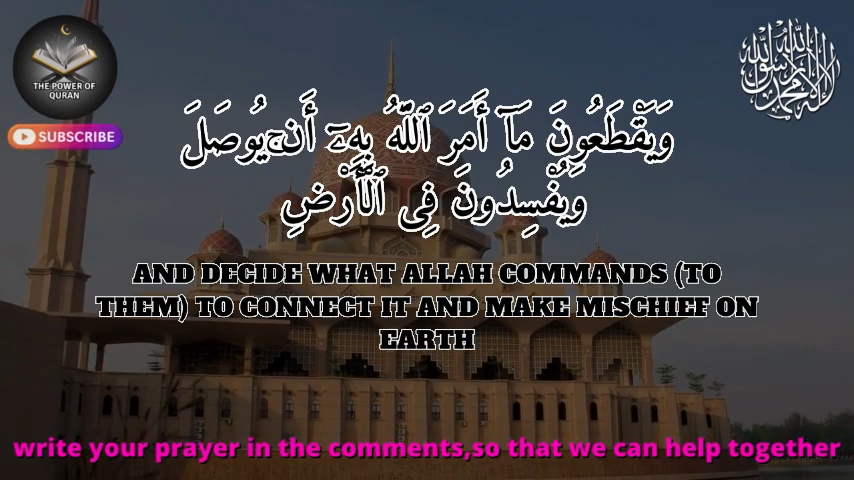 THE POWER OF
QURAN
SUBSCRIBE
وَيَقْطَعُونَ مَآ أَمَرَ ٱللَّهُ بِهِۦٓ أَن يُوصَلَ
وَيُفْسِدُونَ فِى ٱلْأَرْضِ
AND DECIDE WHAT ALLAH COMMANDS (TO
THEM) TO CONNECT IT AND MAKE MISCHIEF ON
EARTH
write your prayer in the comments,so that we can help together